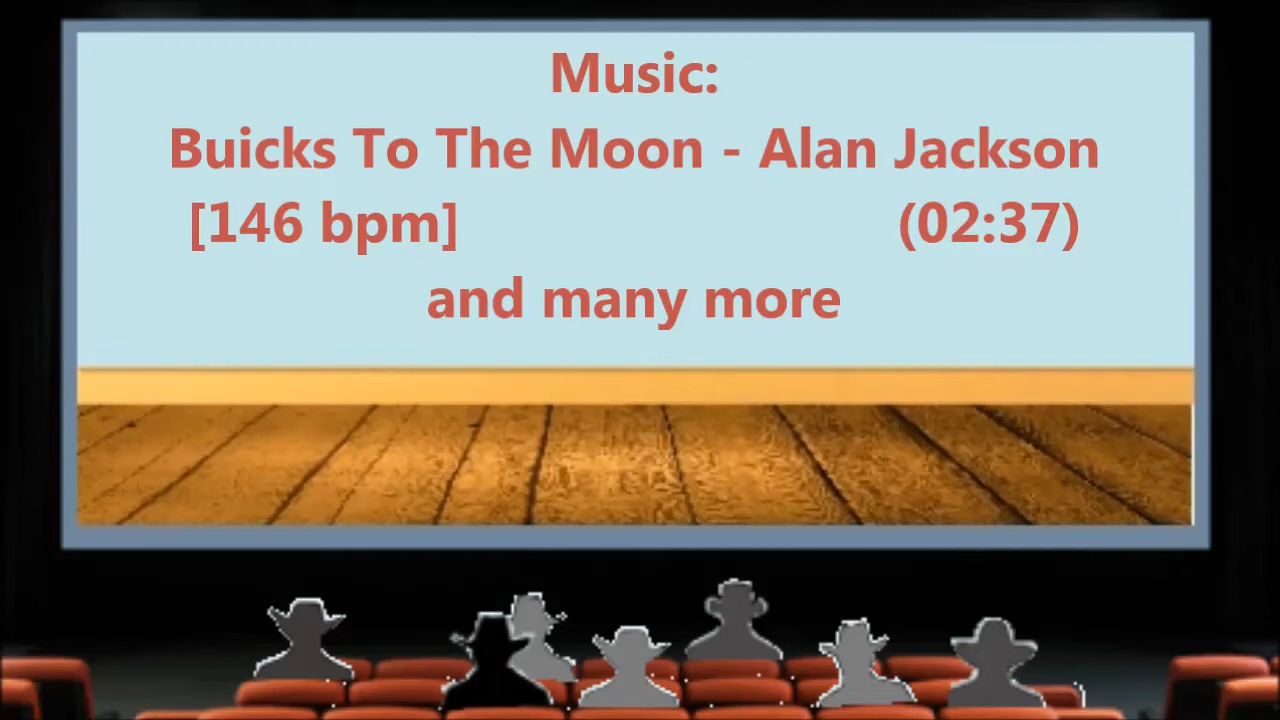 Music:
Buicks To The Moon - Alan Jackson
[146 bpm] (02:37)
and many more